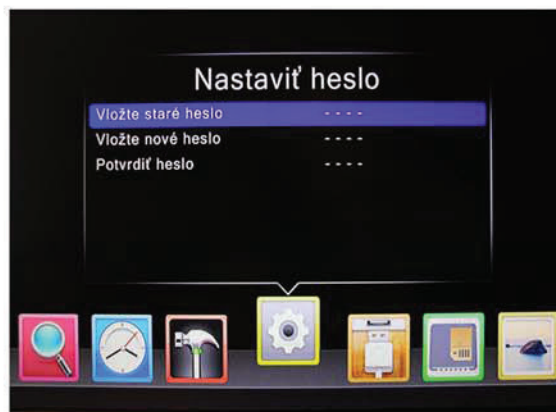 Nastaviť heslo
Vložte staré heslo - - - -
Vložte nové heslo - - - -
Potvrdiť heslo - - - -